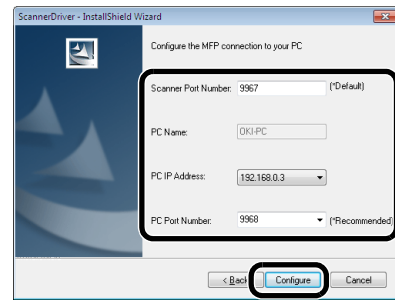 ScannerDriver - InstallShield Wizard
Configure the MFP connection to your PC
Scanner Port Number: 9967 (*Default)
PC Name: OKI-PC
PC IP Address: 192.168.0.3
PC Port Number: 9968 (*Recommended)
< Back Configure Cancel